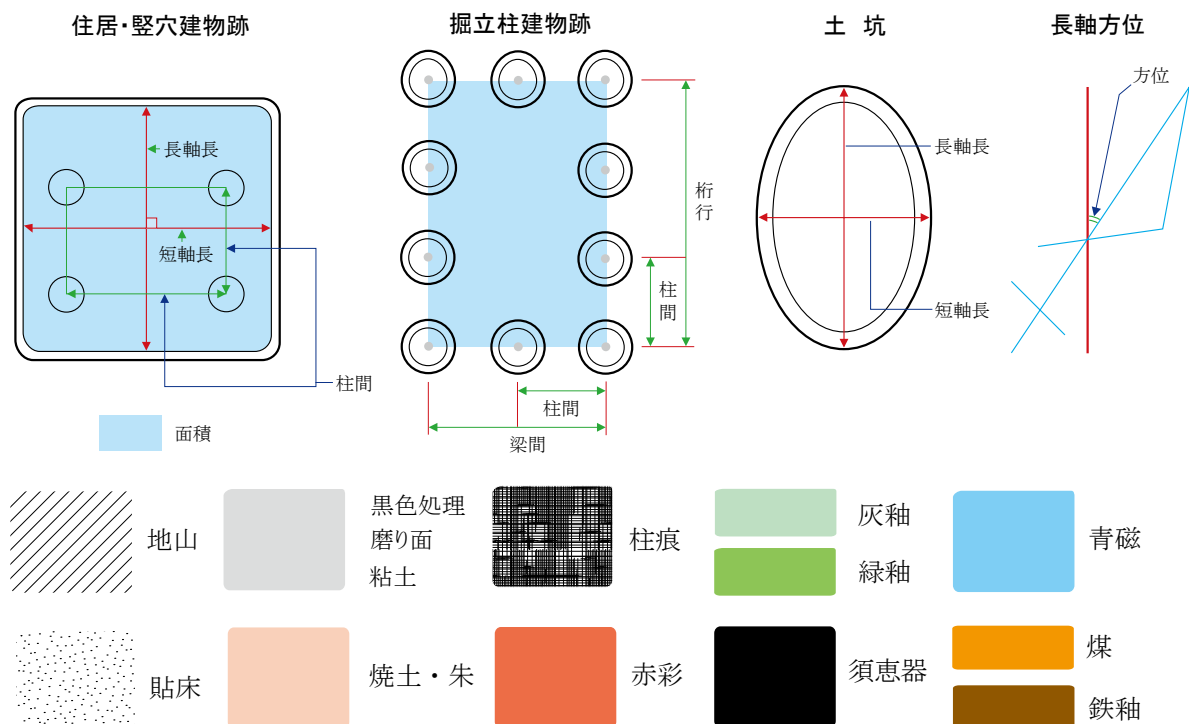 住居・竪穴建物跡
掘立柱建物跡
土 坑
長軸方位
長軸長
短軸長
柱間
面積
桁行
柱間
柱間
梁間
長軸長
短軸長
方位
地山
黒色処理
磨り面
粘土
柱痕
灰釉
緑釉
青磁
貼床
焼土・朱
赤彩
須恵器
煤
鉄釉